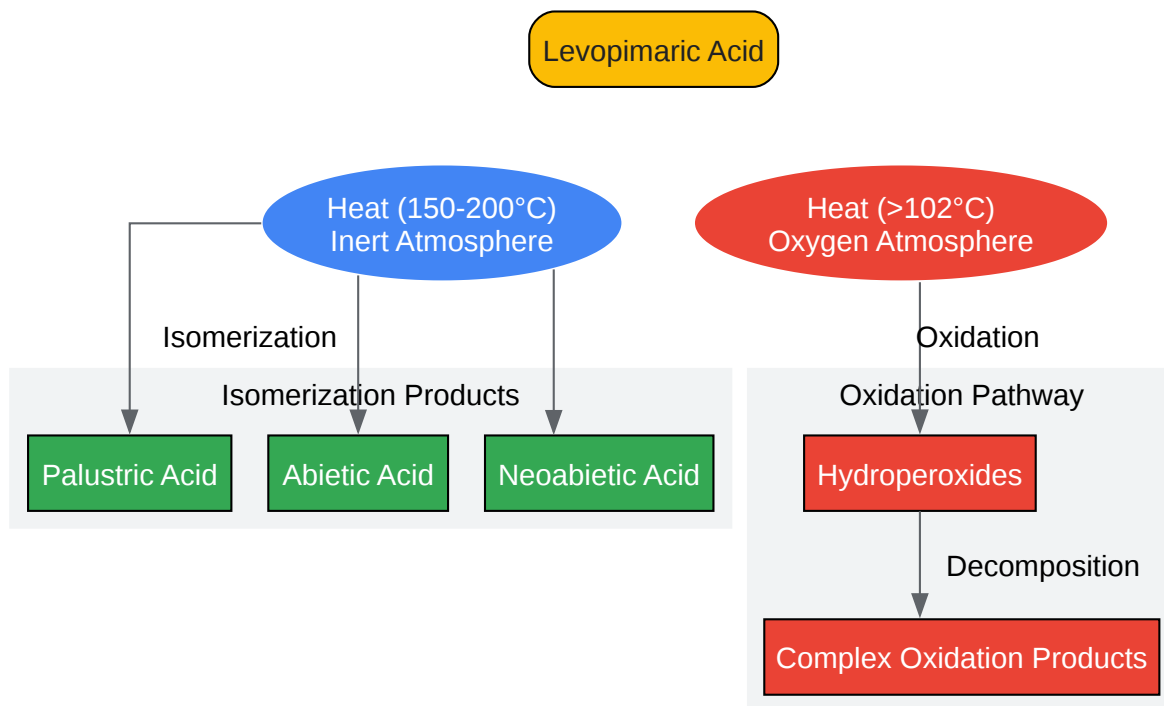 Levopimaric Acid
Heat (150-200°C)
Inert Atmosphere
Heat (>102°C)
Oxygen Atmosphere
Isomerization
Oxidation
Isomerization Products
Oxidation Pathway
Palustric Acid
Abietic Acid
Neoabietic Acid
Hydroperoxides
Decomposition
Complex Oxidation Products